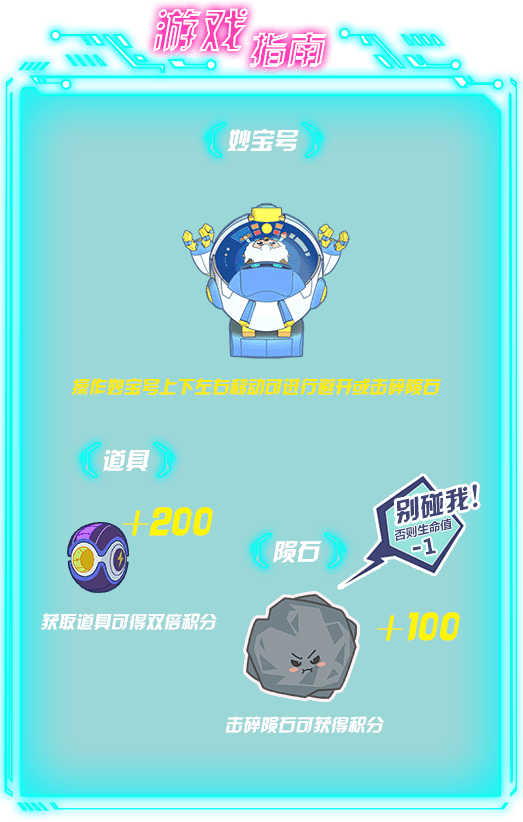 游戏指南
妙宝号
操作妙宝号上下左右移动可进行避开或击碎陨石
道具
+200
获取道具可得双倍积分
别碰我!
否则生命值
-1
陨石
+100
击碎陨石可获得积分